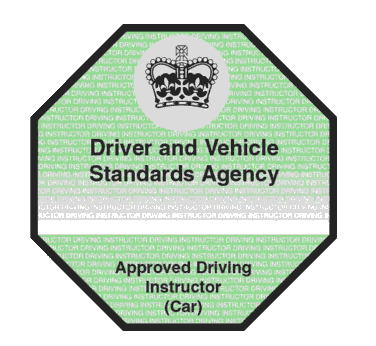 Driver and Vehicle
Standards Agency
Approved Driving
Instructor
(Car)